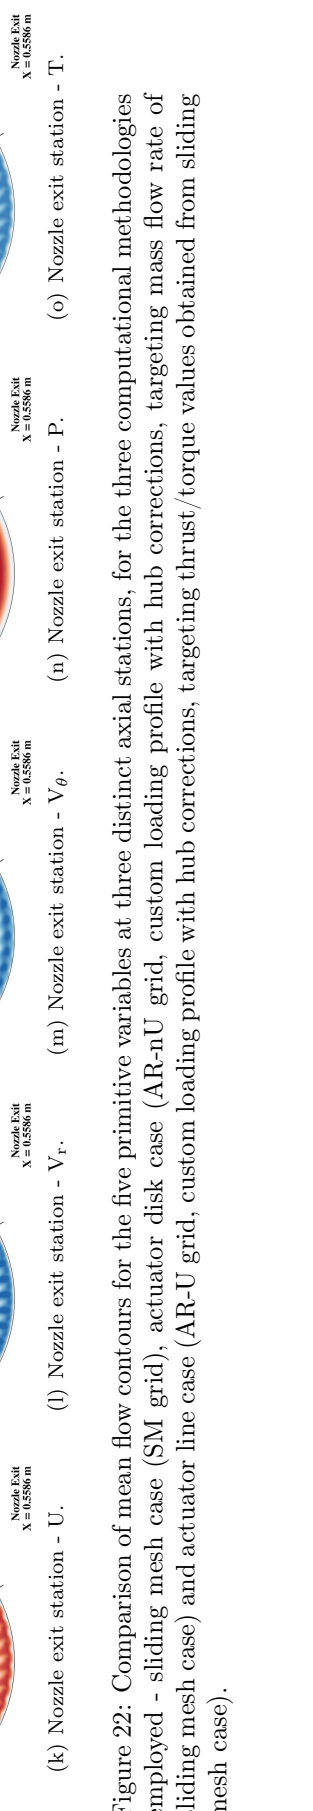 Nozzle Exit
X = 0.5586 m
Nozzle Exit
X = 0.5586 m
Nozzle Exit
X = 0.5586 m
Nozzle Exit
X = 0.5586 m
Nozzle Exit
X = 0.5586 m
(k) Nozzle exit station - U.
(l) Nozzle exit station - Vr.
(m) Nozzle exit station - Vθ.
(n) Nozzle exit station - P.
(o) Nozzle exit station - T.
igure 22: Comparison of mean flow contours for the five primitive variables at three distinct axial stations, for the three computational methodologies
employed - sliding mesh case (SM grid), actuator disk case (AR-nU grid, custom loading profile with hub corrections, targeting mass flow rate of
liding mesh case) and actuator line case (AR-U grid, custom loading profile with hub corrections, targeting thrust/torque values obtained from sliding
mesh case).